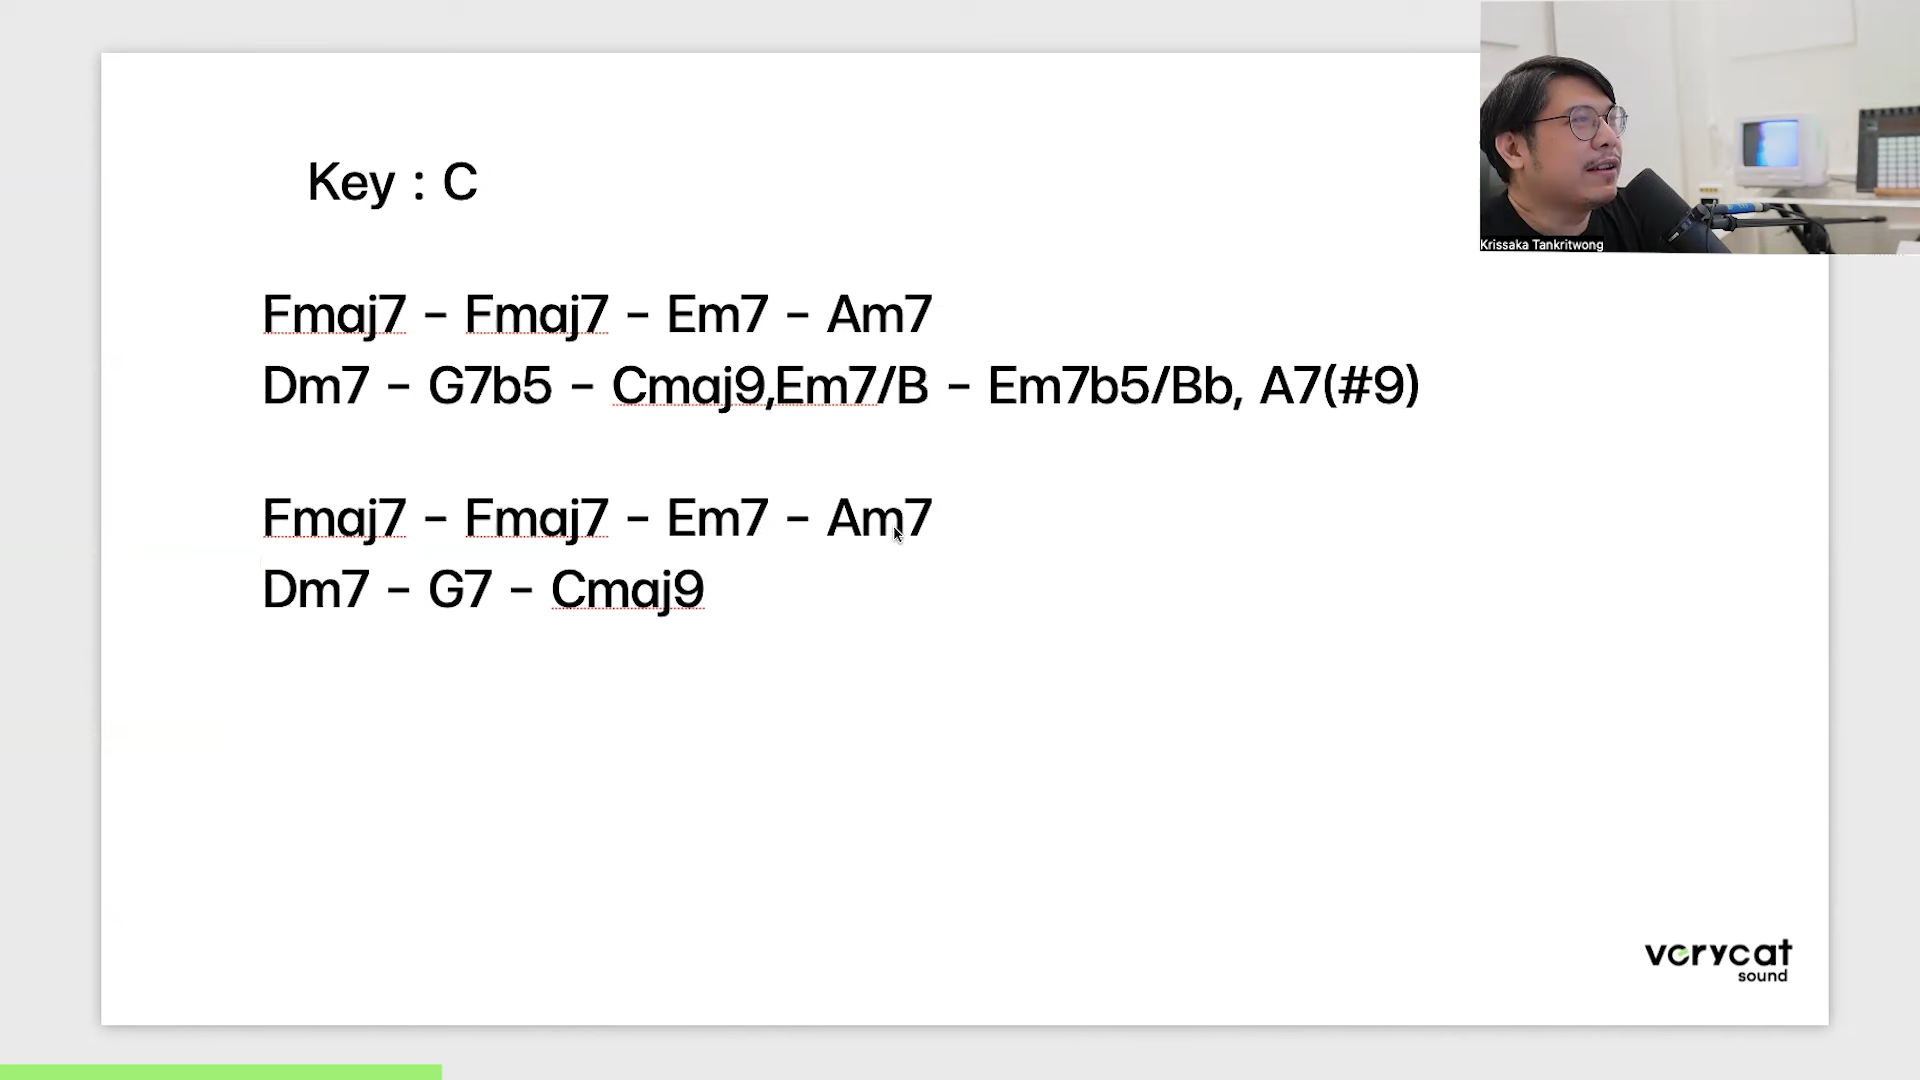 Key : C
Krissaka Tankritwong
Fmaj7 – Fmaj7 – Em7 – Am7
Dm7 – G7b5 – Cmaj9,Em7/B – Em7b5/Bb, A7(#9)
Fmaj7 – Fmaj7 – Em7 – Am7
Dm7 – G7 – Cmaj9
verycat
sound